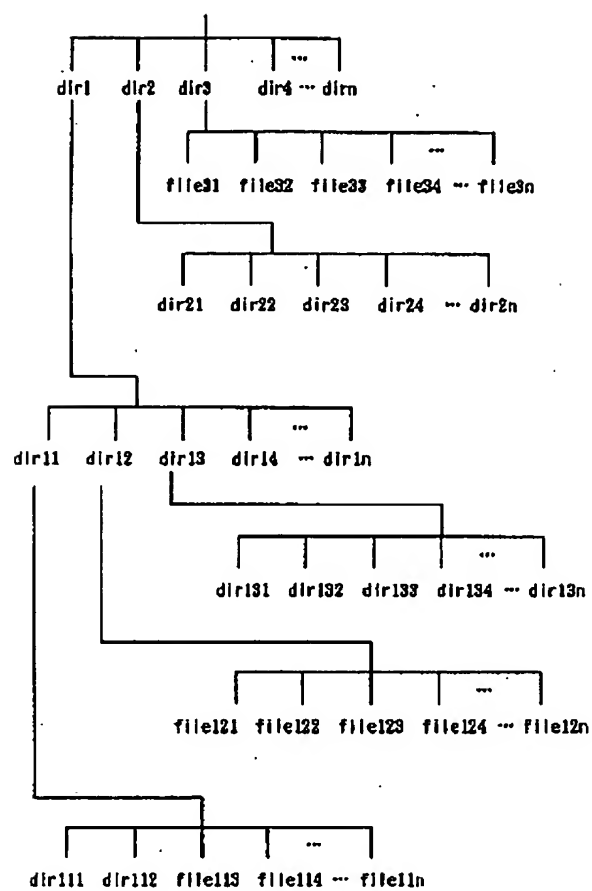 ...
dir1 dir2 dir3 dir4 ... dirn
...
file31 file32 file33 file34 ... file3n
dir21 dir22 dir23 dir24 ... dir2n
...
dir11 dir12 dir13 dir14 ... dir1n
...
dir131 dir132 dir133 dir134 ... dir13n
...
file121 file122 file123 file124 ... file12n
...
dir111 dir112 file113 file114 ... file11n